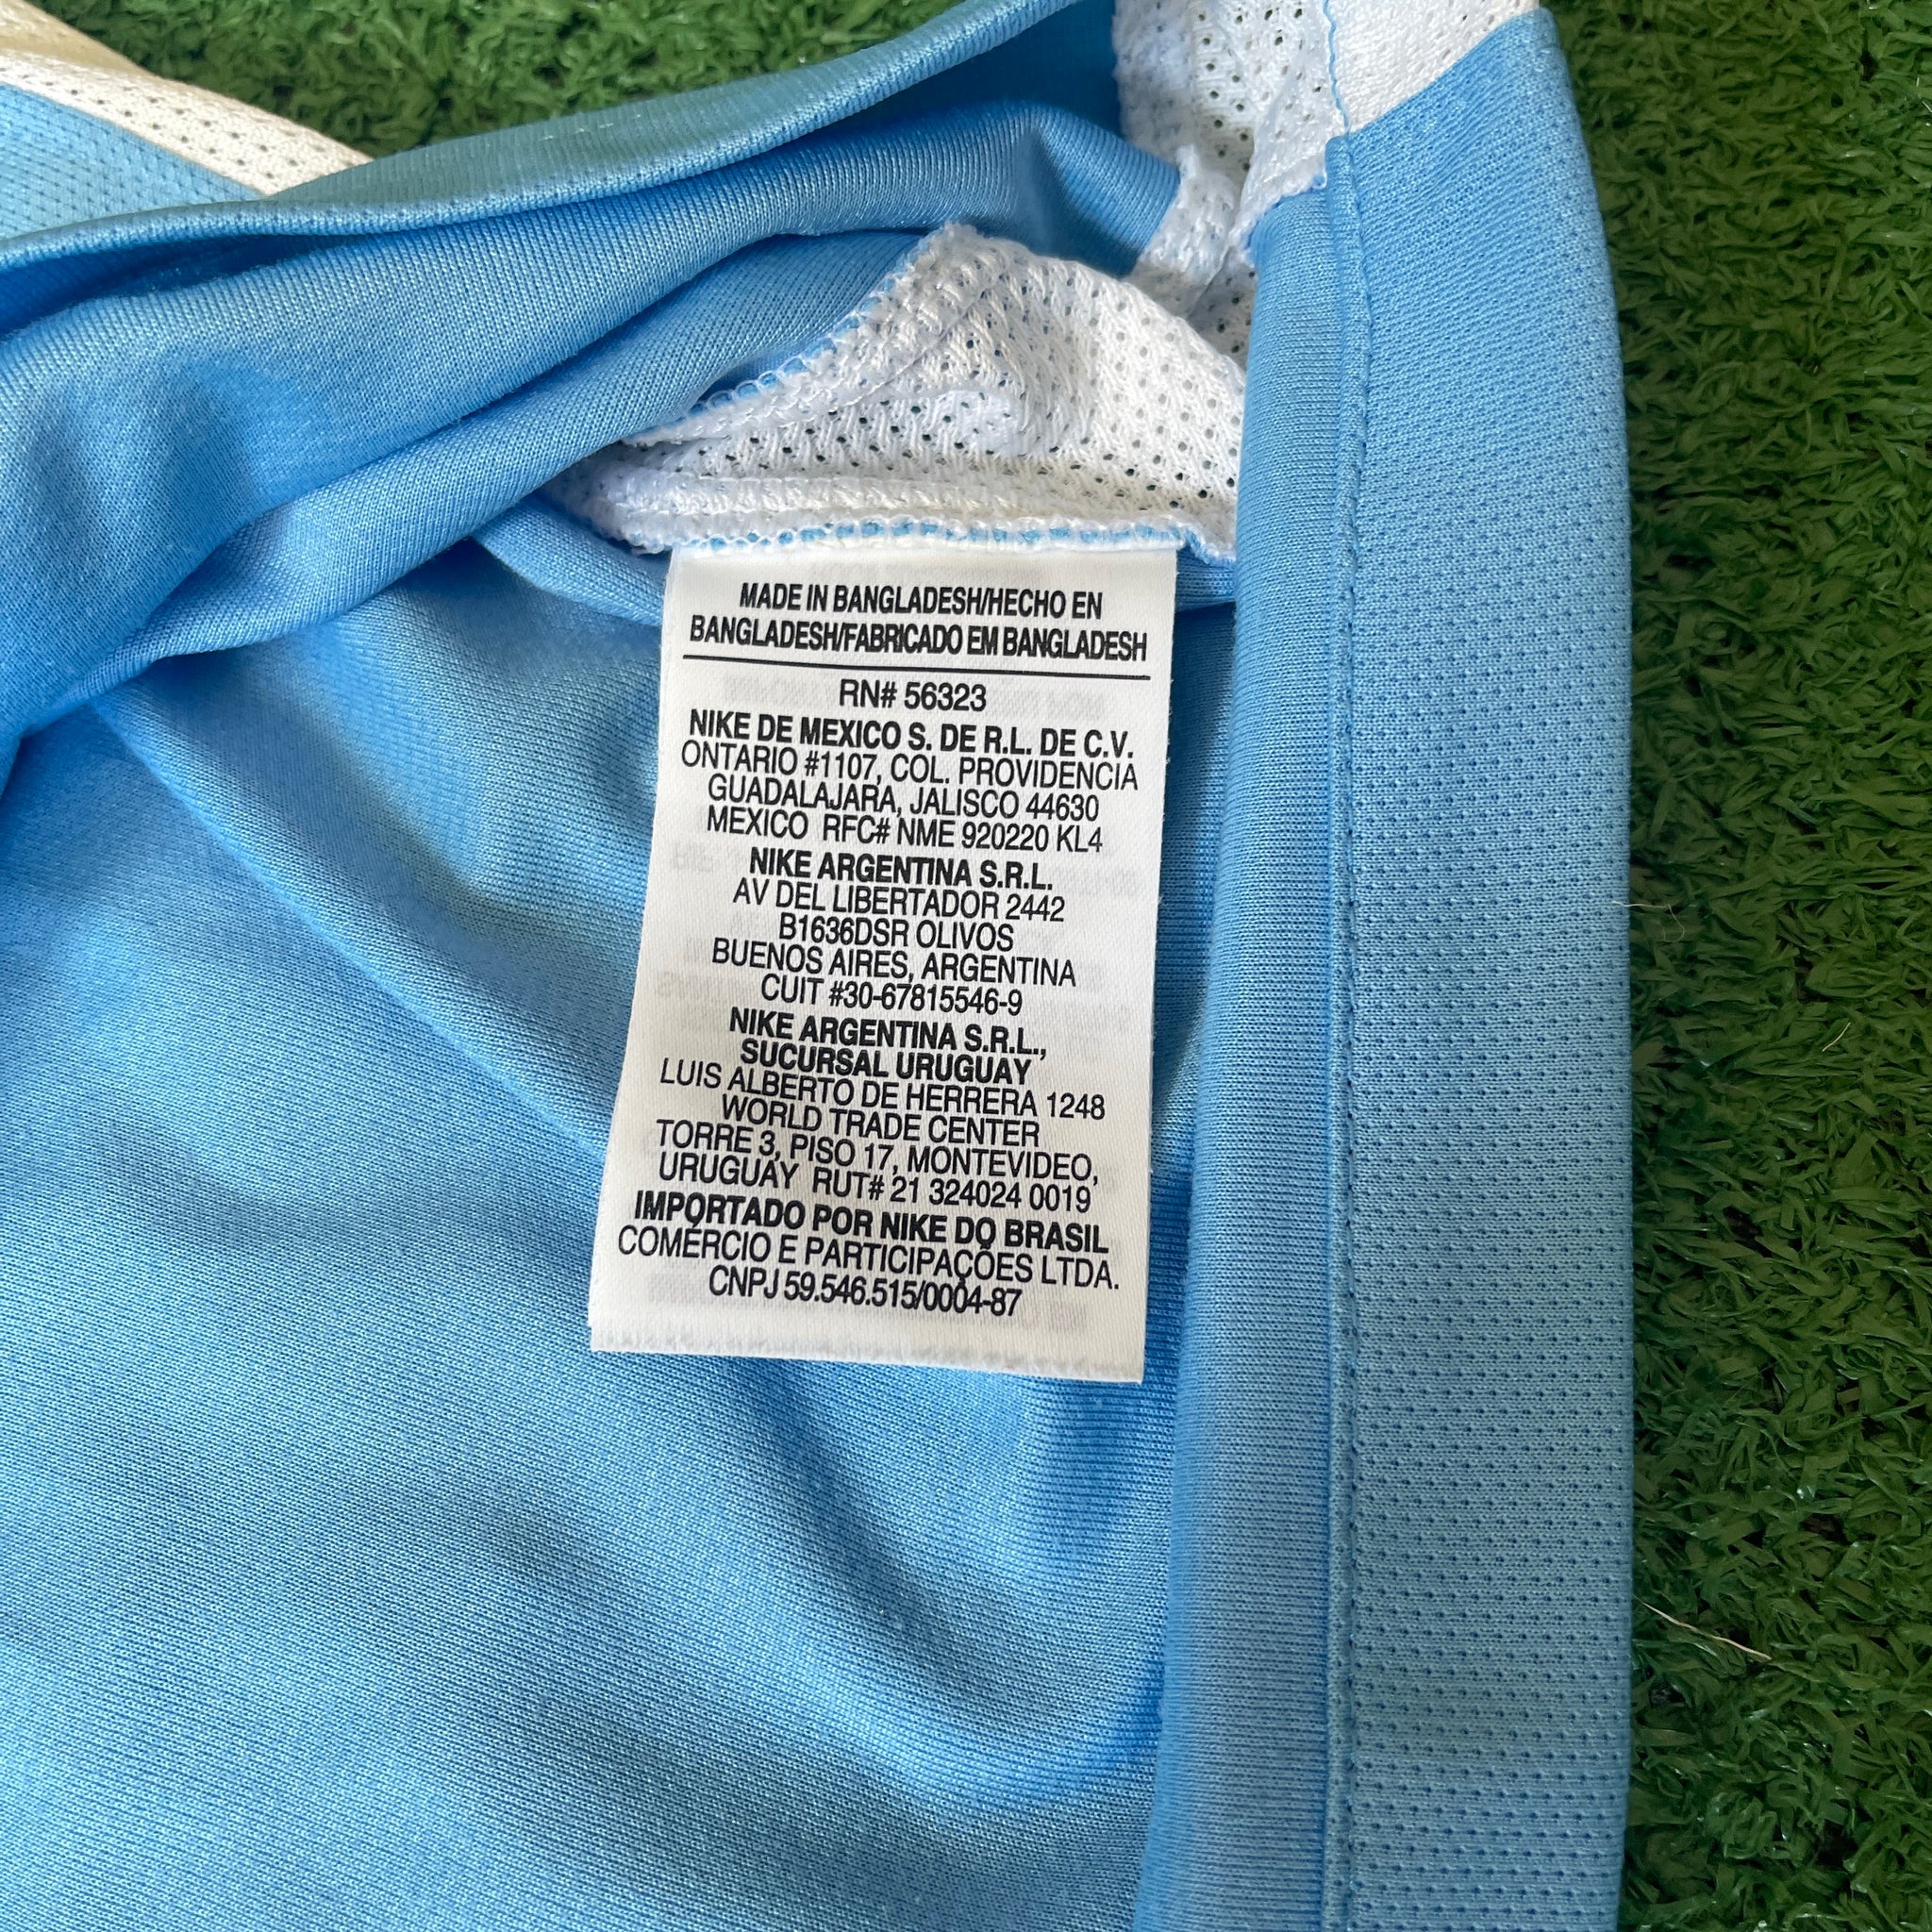 MADE IN BANGLADESH/HECHO EN
BANGLADESH/FABRICADO EM BANGLADESH
RN# 56323
NIKE DE MEXICO S. DE R.L. DE C.V.
ONTARIO #1107, COL. PROVIDENCIA
GUADALAJARA, JALISCO 44630
MEXICO RFC# NME 920220 KL4
NIKE ARGENTINA S.R.L.
AV DEL LIBERTADOR 2442
B1636DSR OLIVOS
BUENOS AIRES, ARGENTINA
CUIT #30-67815546-9
NIKE ARGENTINA S.R.L.,
SUCURSAL URUGUAY
LUIS ALBERTO DE HERRERA 1248
WORLD TRADE CENTER
TORRE 3, PISO 17, MONTEVIDEO,
URUGUAY RUT# 21 324024 0019
IMPORTADO POR NIKE DO BRASIL
COMÉRCIO E PARTICIPAÇÕES LTDA.
CNPJ 59.546.515/0004-87